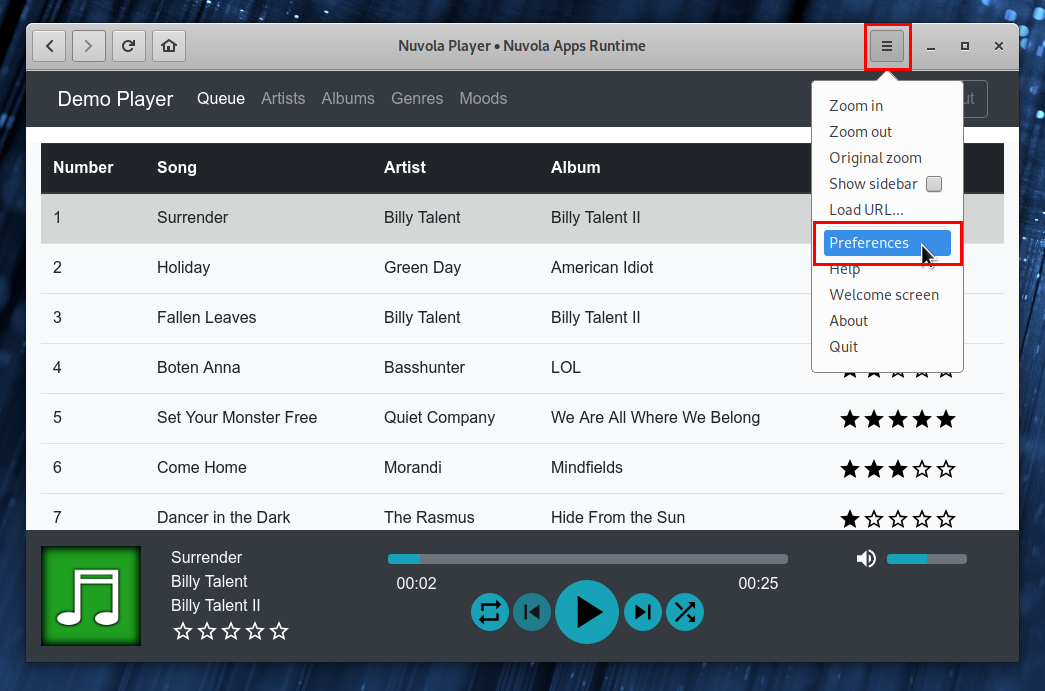 Nuvola Player • Nuvola Apps Runtime
Demo Player Queue Artists Albums Genres Moods
Zoom in
Zoom out
Original zoom
Show sidebar
Load URL...
Preferences
Help
Welcome screen
About
Quit
Number Song Artist Album
1 Surrender Billy Talent Billy Talent II
2 Holiday Green Day American Idiot
3 Fallen Leaves Billy Talent Billy Talent II
4 Boten Anna Basshunter LOL
5 Set Your Monster Free Quiet Company We Are All Where We Belong
6 Come Home Morandi Mindfields
7 Dancer in the Dark The Rasmus Hide From the Sun
Surrender
Billy Talent
Billy Talent II
00:02 00:25